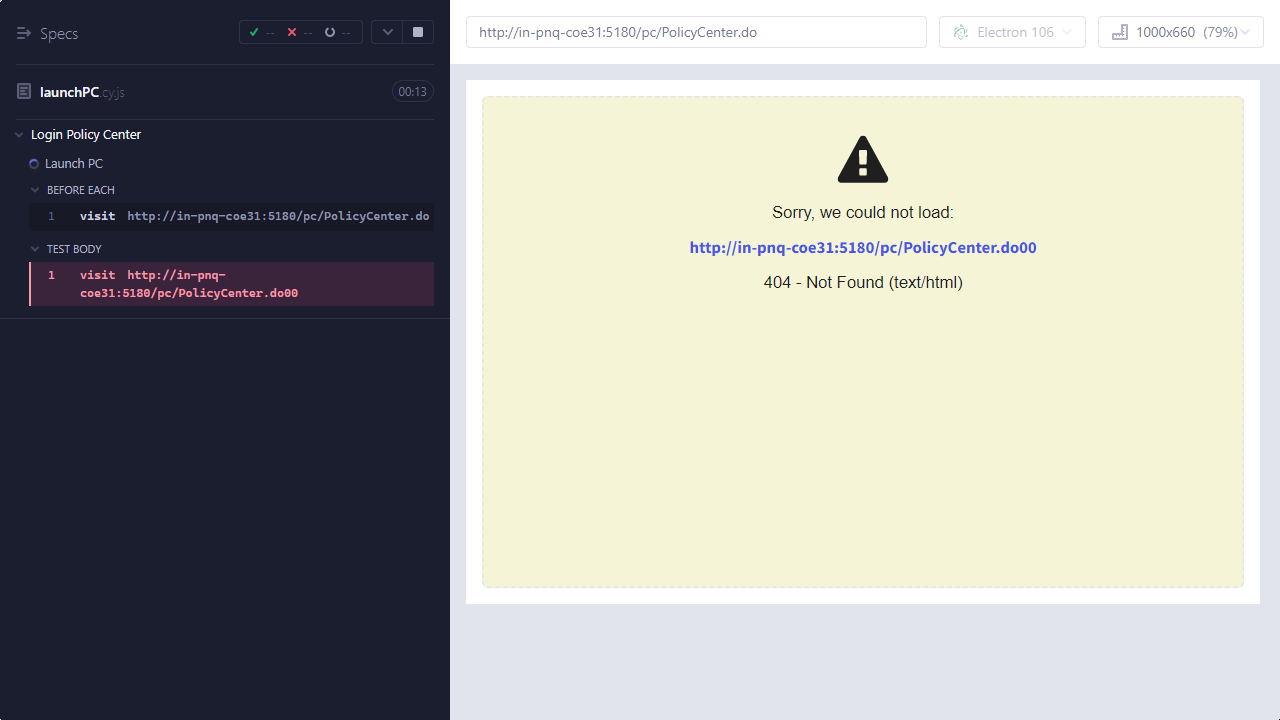 Specs
-- -- --
launchPC cy.js 00:13
Login Policy Center
Launch PC
BEFORE EACH
1 visit http://in-pnq-coe31:5180/pc/PolicyCenter.do
TEST BODY
1 visit http://in-pnq-
coe31:5180/pc/PolicyCenter.do00
http://in-pnq-coe31:5180/pc/PolicyCenter.do
Electron 106
1000x660 (79%)
Sorry, we could not load:
http://in-pnq-coe31:5180/pc/PolicyCenter.do00
404 - Not Found (text/html)